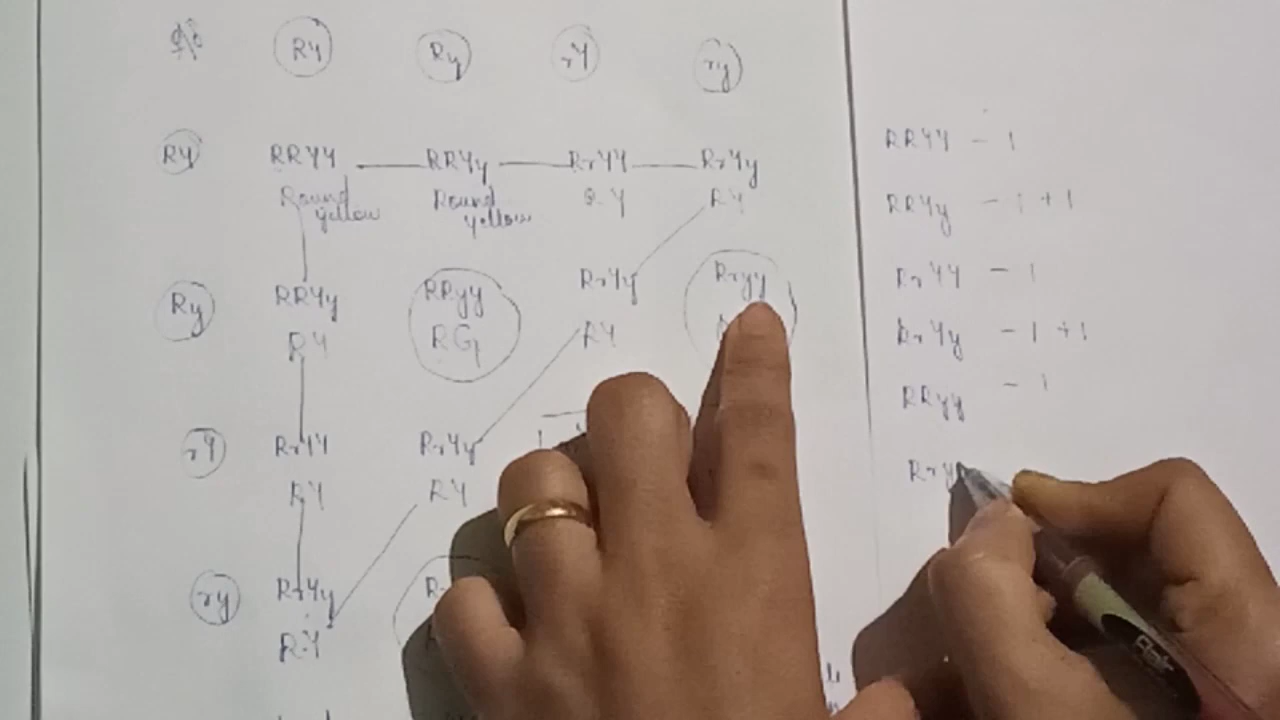 RY Ry rY ry
RY RRYY RRYy RrYY RrYy
Round yellow Round yellow RY RY
Ry RRYy RRyy RrYy Rryy
RY RG RY
rY RrYY RrYy
RY RY
ry RrYy
RY
RRYY - 1
RRYy - 1 + 1
RrYY - 1
RrYy - 1 + 1
RRyy - 1
Rry